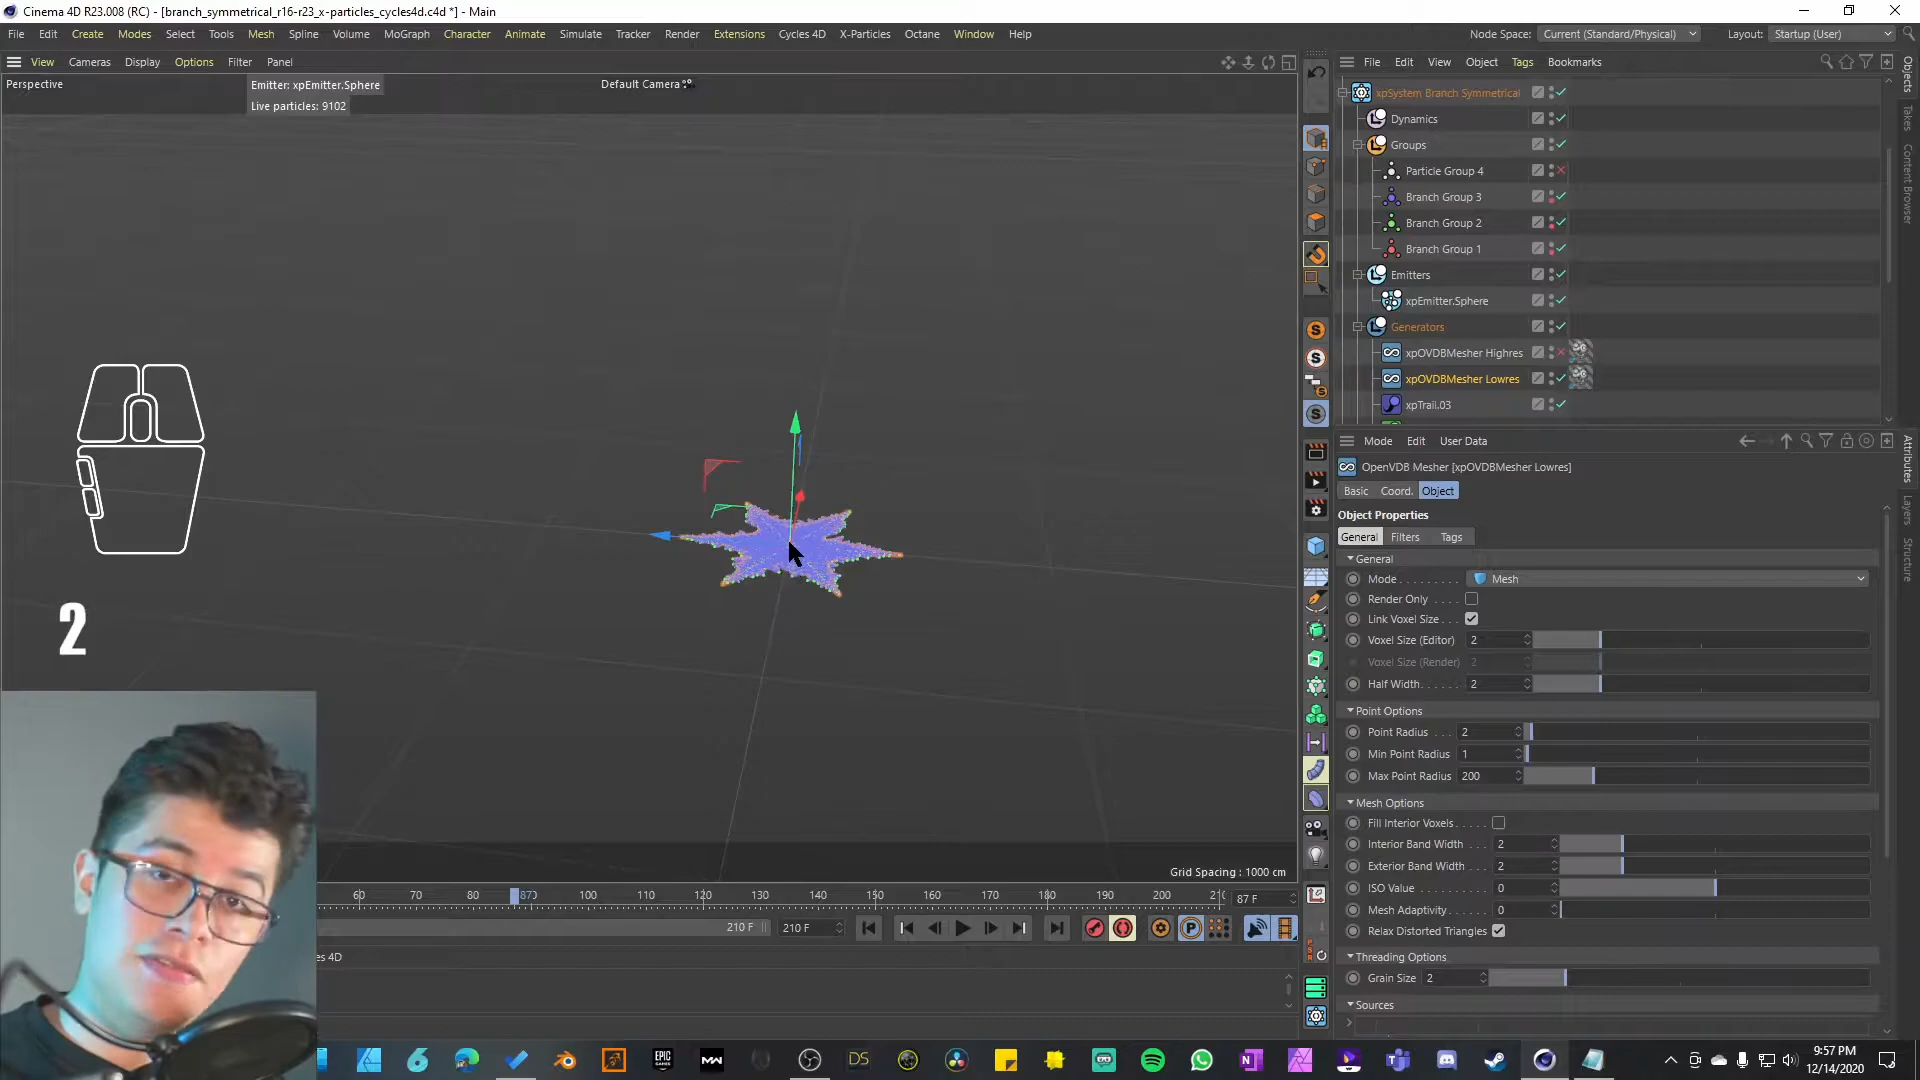 Cinema 4D R23.008 (RC) - [branch_symmetrical_r16-r23_x-particles_cycles4d.c4d *] - Main
File Edit Create Modes Select Tools Mesh Spline Volume MoGraph Character Animate Simulate Tracker Render Extensions Cycles 4D X-Particles Octane Window Help
Node Space: Current (Standard/Physical) Layout: Startup (User)
View Cameras Display Options Filter Panel
File Edit View Object Tags Bookmarks
Perspective
Emitter: xpEmitter.Sphere
Live particles: 9102
Default Camera
xpSystem Branch Symmetrical
Dynamics
Groups
Particle Group 4
Branch Group 3
Branch Group 2
Branch Group 1
Emitters
xpEmitter.Sphere
Generators
xpOVDBMesher Highres
xpOVDBMesher Lowres
xpTrail.03
Objects
Takes
Content Browser
Mode Edit User Data
OpenVDB Mesher [xpOVDBMesher Lowres]
Basic Coord. Object
Object Properties
General Filters Tags
General
Mode Mesh
Render Only
Link Voxel Size
Voxel Size (Editor) 2
Voxel Size (Render) 2
Half Width 2
Point Options
Point Radius 2
Min Point Radius 1
Max Point Radius 200
Mesh Options
Fill Interior Voxels
Interior Band Width 2
Exterior Band Width 2
ISO Value 0
Mesh Adaptivity 0
Relax Distorted Triangles
Threading Options
Grain Size 2
Sources
Attributes
Layers
Structure
2
Grid Spacing : 1000 cm
60 70 80 870 100 110 120 130 140 150 160 170 180 190 200 21 87 F
210 F 210 F
es 4D
9:57 PM
12/14/2020